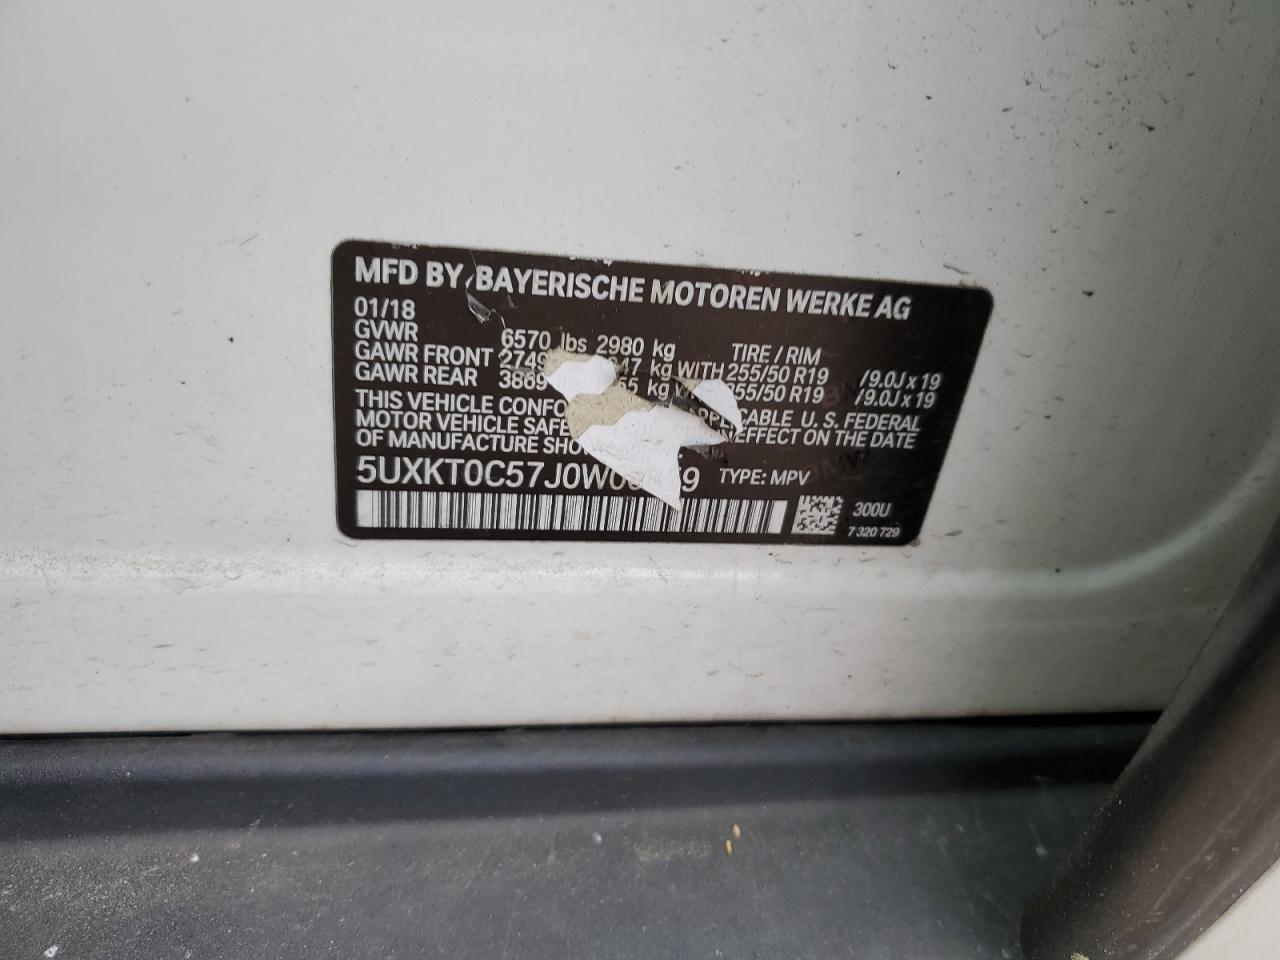 MFD BY BAYERISCHE MOTOREN WERKE AG
01/18
GVWR 6570 lbs 2980 kg TIRE / RIM
GAWR FRONT kg WITH 255/50 R19 /9.0J x 19
GAWR REAR kg /9.0J x 19
THIS VEHICLE U. S. FEDERAL
MOTOR VEHICLE EFFECT ON THE DATE
OF MANUFACTURE
TYPE: MPV
300U
7 320 729